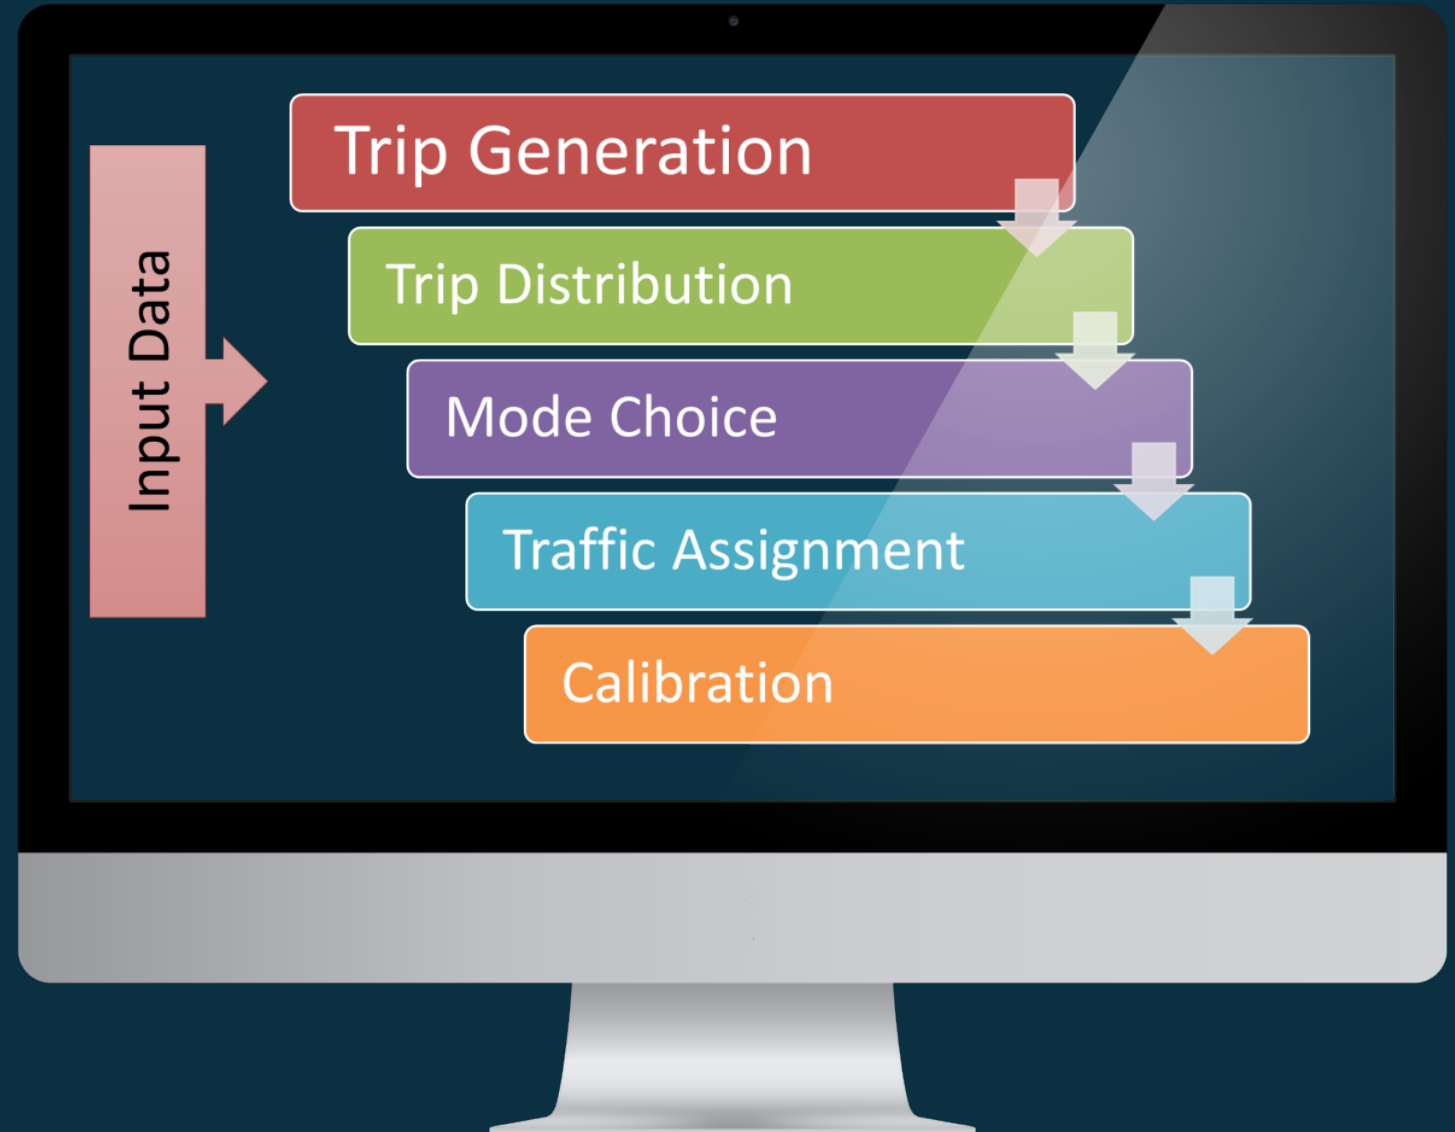 Input Data
Trip Generation
Trip Distribution
Mode Choice
Traffic Assignment
Calibration